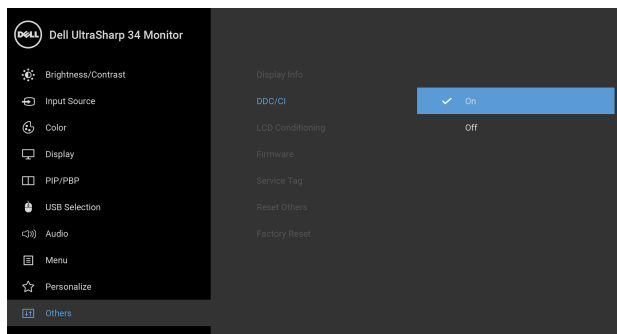 DELL Dell UltraSharp 34 Monitor
Brightness/Contrast Display Info
Input Source DDC/CI On
Color LCD Conditioning Off
Display Firmware
PIP/PBP Service Tag
USB Selection Reset Others
Audio Factory Reset
Menu
Personalize
Others